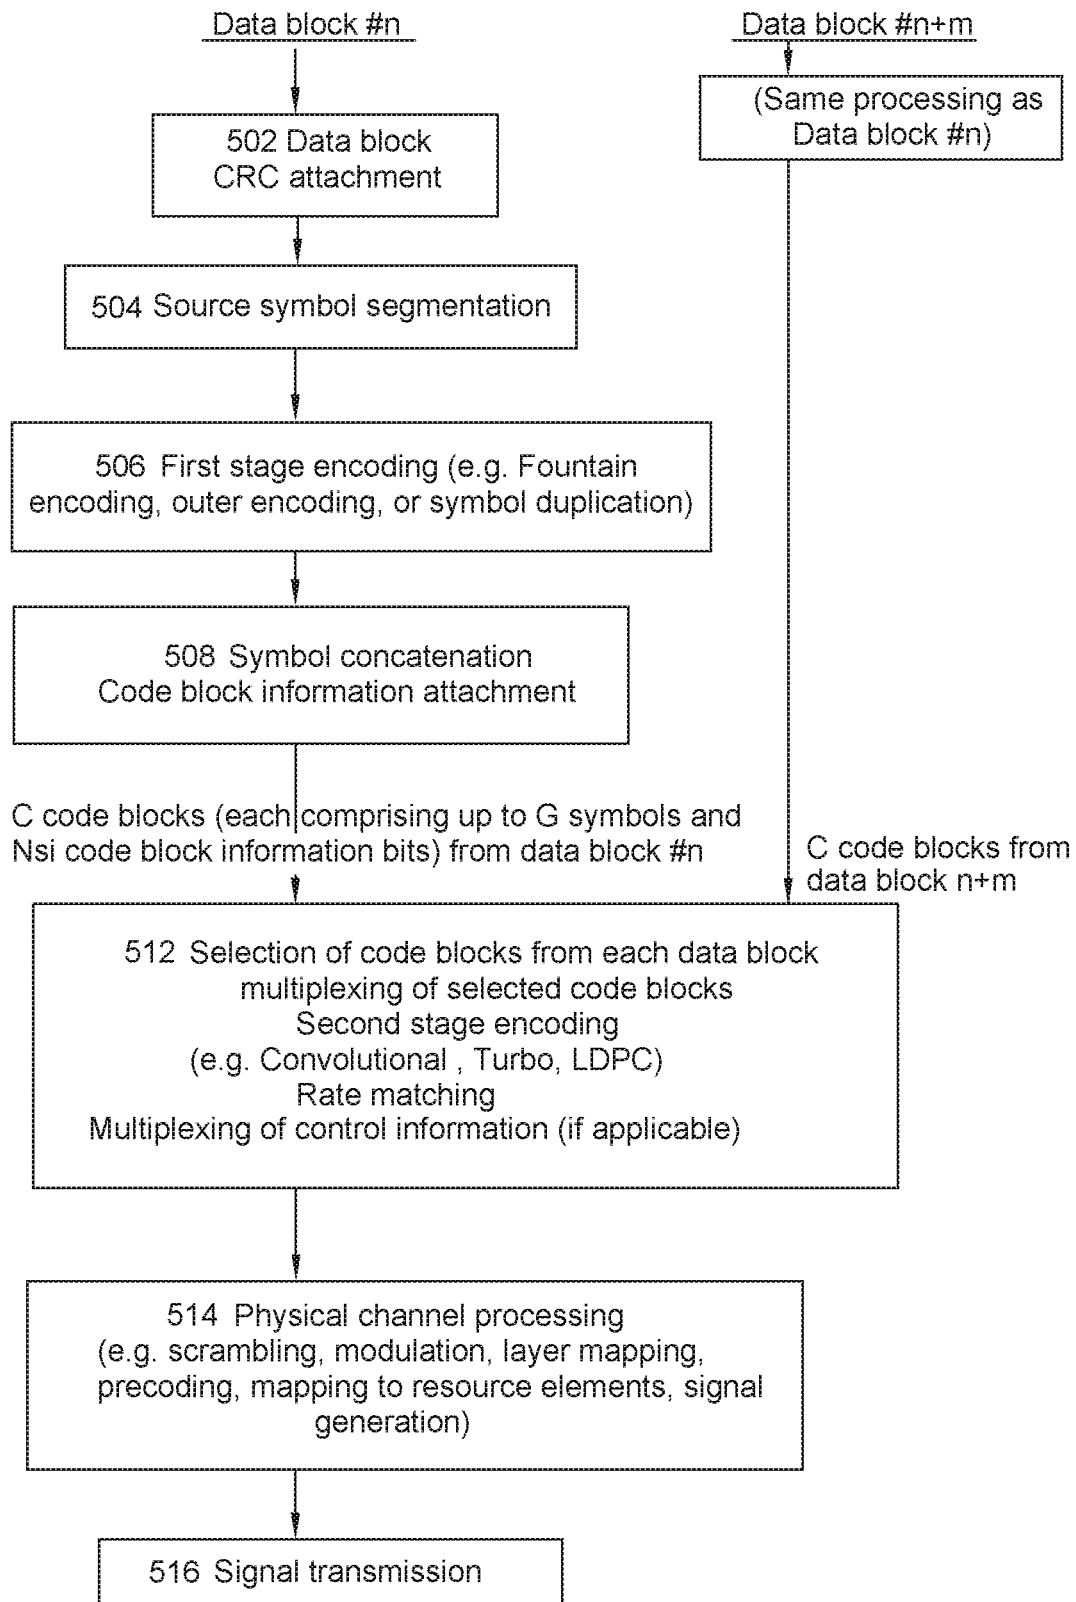 Data block #n
502 Data block
CRC attachment
504 Source symbol segmentation
506 First stage encoding (e.g. Fountain
encoding, outer encoding, or symbol duplication)
508 Symbol concatenation
Code block information attachment
C code blocks (each comprising up to G symbols and
Nsi code block information bits) from data block #n
Data block #n+m
(Same processing as
Data block #n)
C code blocks from
data block n+m
512 Selection of code blocks from each data block
multiplexing of selected code blocks
Second stage encoding
(e.g. Convolutional , Turbo, LDPC)
Rate matching
Multiplexing of control information (if applicable)
514 Physical channel processing
(e.g. scrambling, modulation, layer mapping,
precoding, mapping to resource elements, signal
generation)
516 Signal transmission